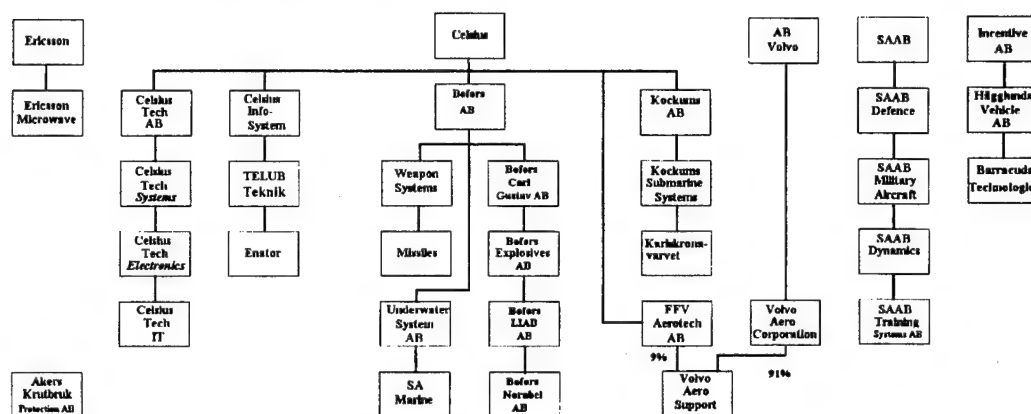 Ericsson
Ericsson
Microwave
Celsius
Celsius
Tech
AB
Celsius
Tech
Systems
Celsius
Tech
Electronics
Celsius
Tech
IT
Celsius
Info-
System
TELUB
Teknik
Enator
Bofors
AB
Weapon
Systems
Missiles
Underwater
System
AB
SA
Marine
Bofors
Carl
Gustav AB
Bofors
Explosives
AB
Bofors
LIAB
AB
Bofors
Nobel
AB
Kockums
AB
Kockums
Submarine
Systems
Karlskrona-
varvet
FFV
Aerotech
AB
9%
AB
Volvo
Volvo
Aero
Corporation
91%
Volvo
Aero
Support
SAAB
SAAB
Defence
SAAB
Military
Aircraft
SAAB
Dynamics
SAAB
Training
Systems AB
Incentive
AB
Hägglunds
Vehicle
AB
Barracuda
Technologies
Akers
Krutbruk
Protection AB